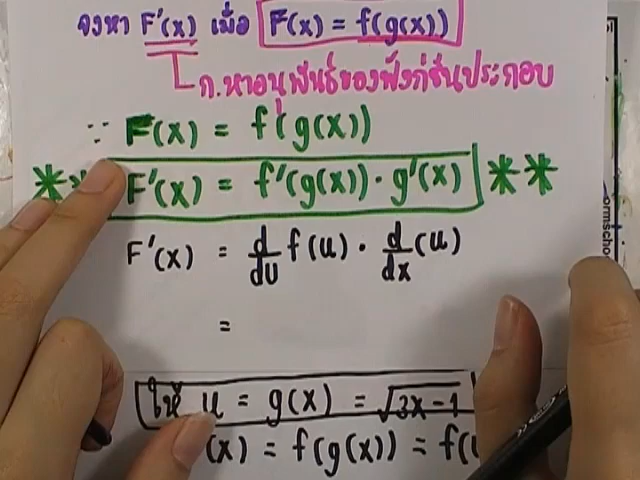 จงหา F'(x) เมื่อ F(x) = f(g(x))
ก.หาอนุพันธ์ของฟังก์ชันประกอบ
∵ F(x) = f(g(x))
** F'(x) = f'(g(x)) · g'(x) **
F'(x) = d/du f(u) · d/dx (u)
=
ให้ u = g(x) = √3x-1
(x) = f(g(x)) = f(